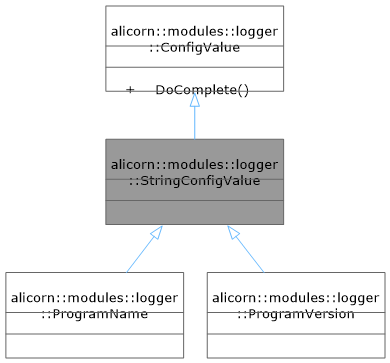 alicorn::modules::logger
::ConfigValue
+ DoComplete()
alicorn::modules::logger
::StringConfigValue
alicorn::modules::logger
::ProgramName
alicorn::modules::logger
::ProgramVersion